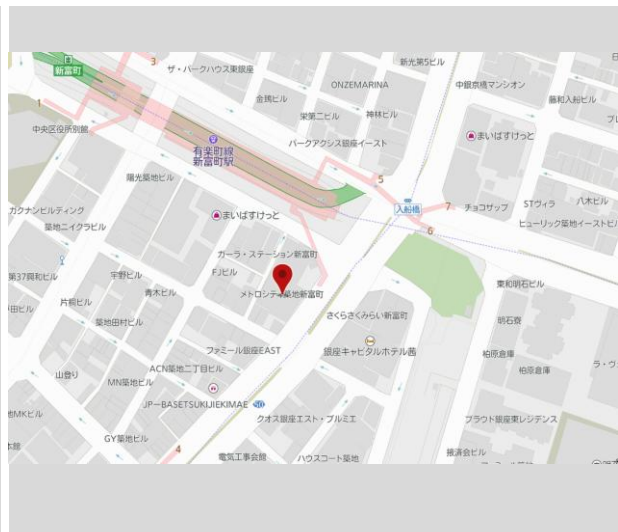 新富町
3
ザ・パークハウス東銀座
新光第5ビル
ONZEMARINA
中銀京橋マンシオン
1
金鵄ビル
藤和入船ビル
栄第二ビル
神林ビル
中央区役所別館
パークアクシス銀座イースト
まいばすけっと
有楽町線
新富町駅
陽光築地ビル
5
入船橋
7
チョコザップ
STヴィラ
八木ビル
ガクナンビルディング
まいばすけっと
6
ヒューリック築地イーストビル
築地ニイクラビル
ガーラ・ステーション新富町
第37興和ビル
宇野ビル
FJビル
東和明石ビル
片桐ビル
青木ビル
メトロシティ築地新富町
築地田村ビル
さくらさくみらい新富町
明石寮
ファミール銀座EAST
銀座キャピタルホテル茜
柏原倉庫
山登り
ACN築地二丁目ビル
柏原倉庫
MN築地ビル
JP-BASETSUKIJIEKIMAE
50
クオス銀座エスト・プルミエ
プラウド銀座東レジデンス
GY築地ビル
4
電気工事会館
ハウスコート築地
掖済会ビル